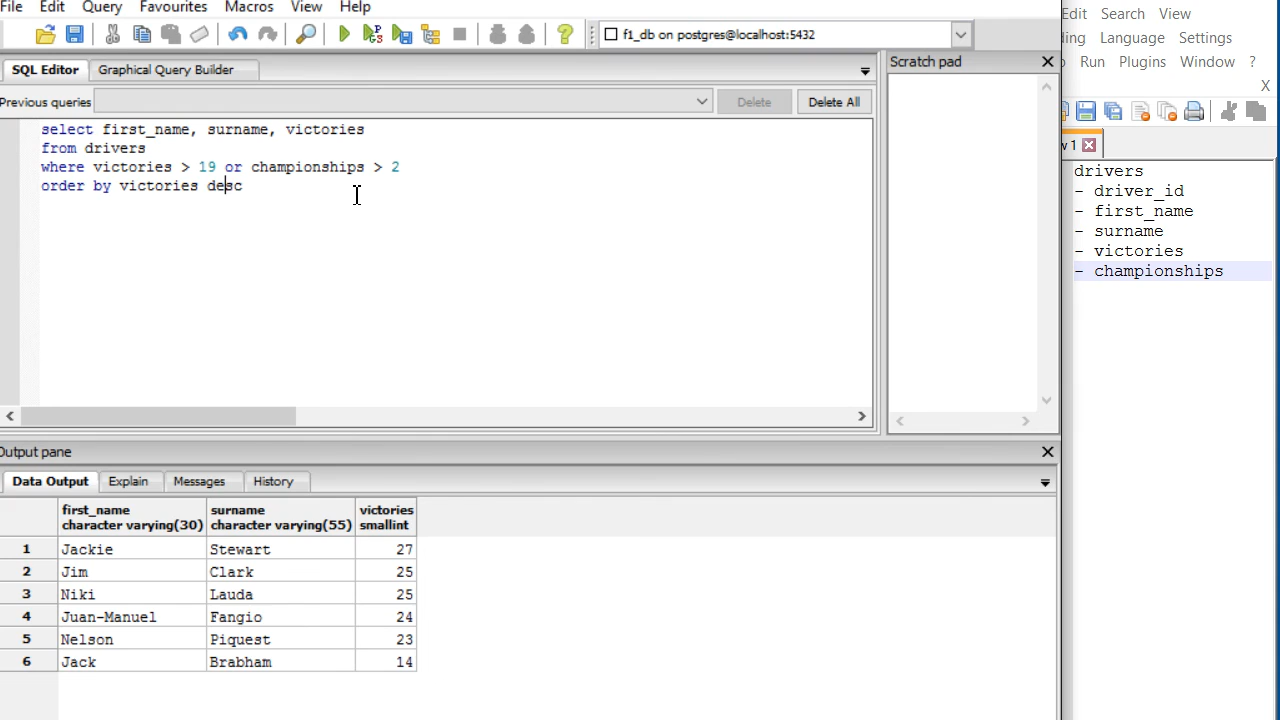 File Edit Query Favourites Macros View Help
f1_db on postgres@localhost:5432
SQL Editor Graphical Query Builder
Previous queries Delete Delete All
select first_name, surname, victories
from drivers
where victories > 19 or championships > 2
order by victories desc
Scratch pad
Output pane
Data Output Explain Messages History
first_name surname victories
character varying(30) character varying(55) smallint
1 Jackie Stewart 27
2 Jim Clark 25
3 Niki Lauda 25
4 Juan-Manuel Fangio 24
5 Nelson Piquest 23
6 Jack Brabham 14
Edit Search View
Language Settings
Run Plugins Window ?
X
1
drivers
- driver_id
- first_name
- surname
- victories
- championships